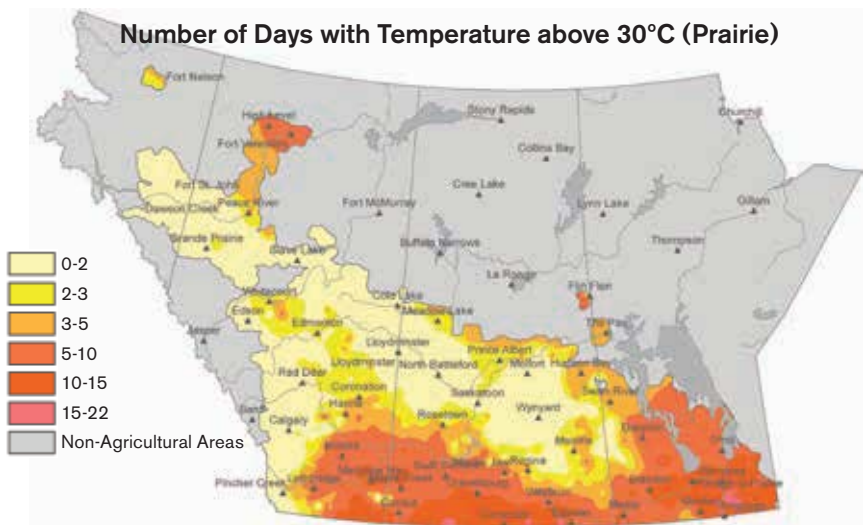 Number of Days with Temperature above 30°C (Prairie)
Fort Nelson
High Level
Stony Rapids
Churchill
Fort Vermilion
Collins Bay
Fort St. John
Cree Lake
Dawson Creek
Peace River
Fort McMurray
Lynn Lake
Gillam
Grande Prairie
Slave Lake
Buffalo Narrows
Thompson
0-2
2-3
3-5
5-10
10-15
15-22
Non-Agricultural Areas
La Ronge
Flin Flon
Whitecourt
Cold Lake
Edson
Meadow Lake
The Pas
Jasper
Edmonton
Lloydminster
Prince Albert
Lloydminster
North Battleford
Melfort
Hudson Bay
Red Deer
Coronation
Saskatoon
Swan River
Banff
Hanna
Rosetown
Wynyard
Calgary
Dauphin
Melville
Regina
Pincher Creek
Lethbridge
Brandon